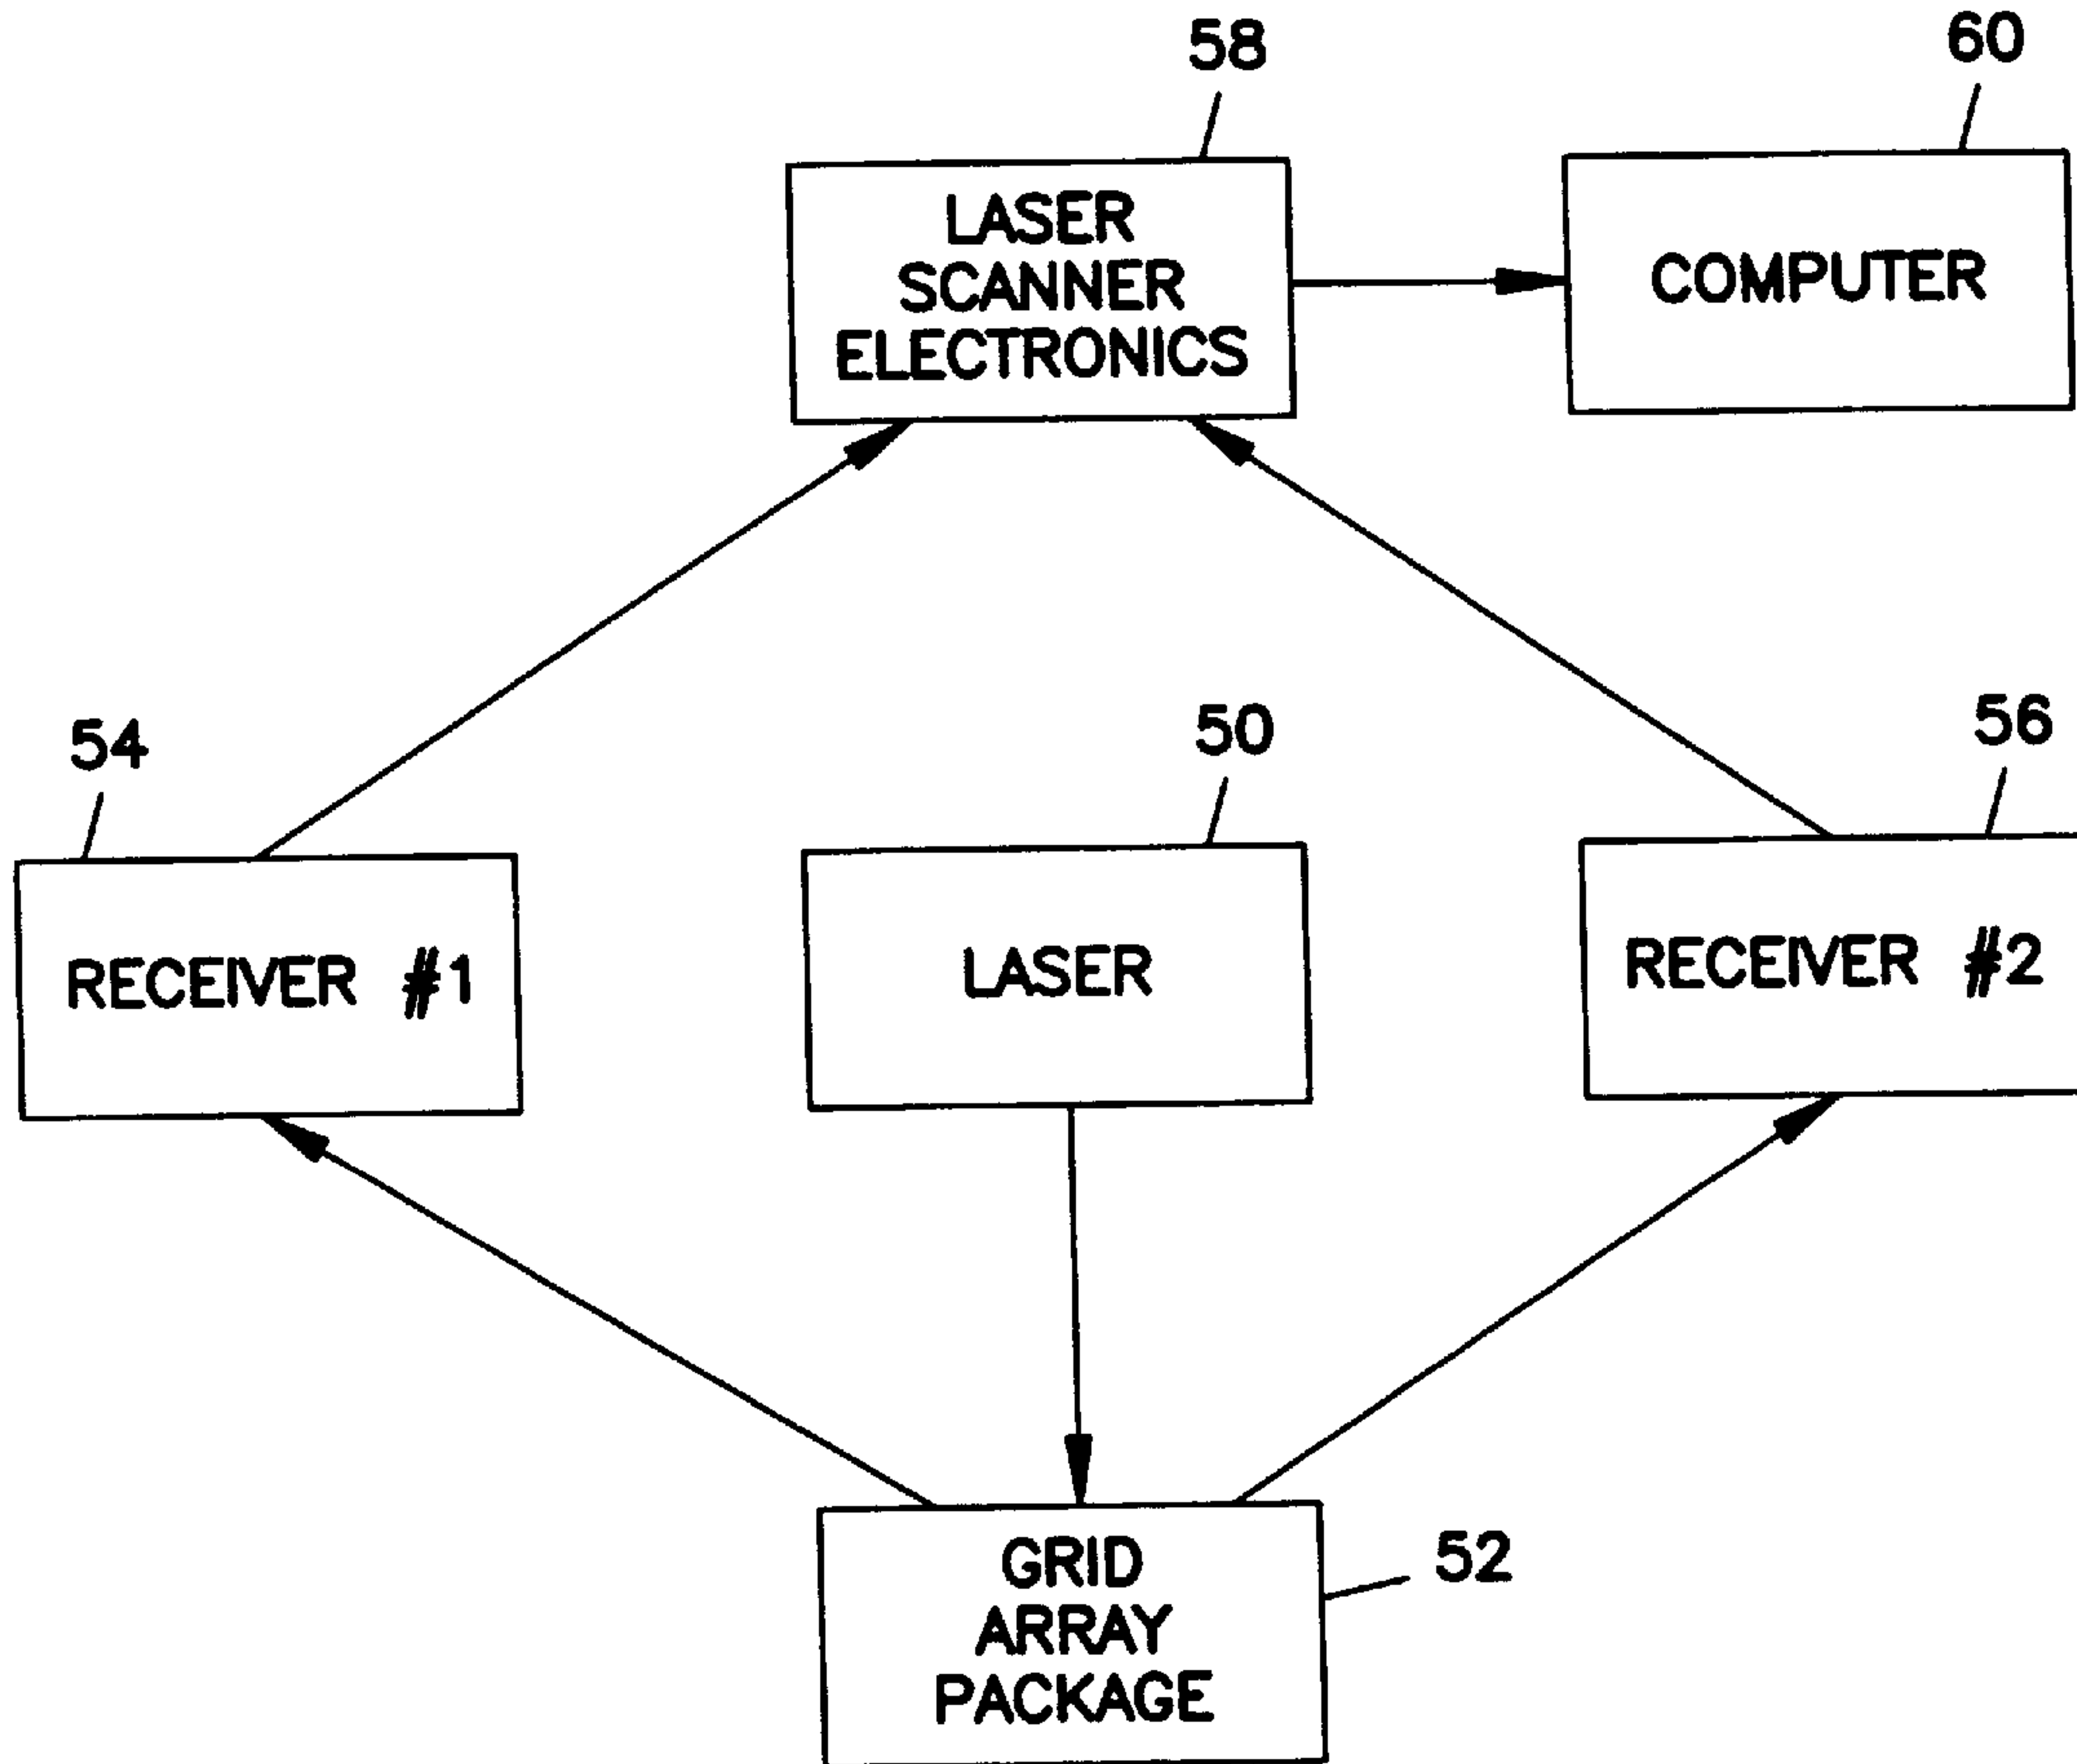 58
60
LASER
SCANNER
ELECTRONICS
COMPUTER
54
50
56
RECEIVER #1
LASER
RECEIVER #2
52
GRID
ARRAY
PACKAGE